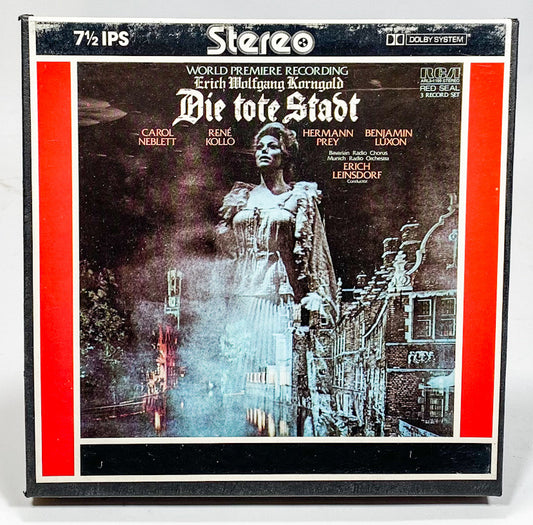 7½ IPS
Stereo
DOLBY SYSTEM
WORLD PREMIERE RECORDING
Erich Wolfgang Korngold
Die tote Stadt
RCA
STEREO
RED SEAL
3 RECORD SET
CAROL NEBLETT
RENÉ KOLLO
HERMANN PREY
BENJAMIN LUXON
Bavarian Radio Chorus
Munich Radio Orchestra
ERICH
LEINSDORF
Conductor